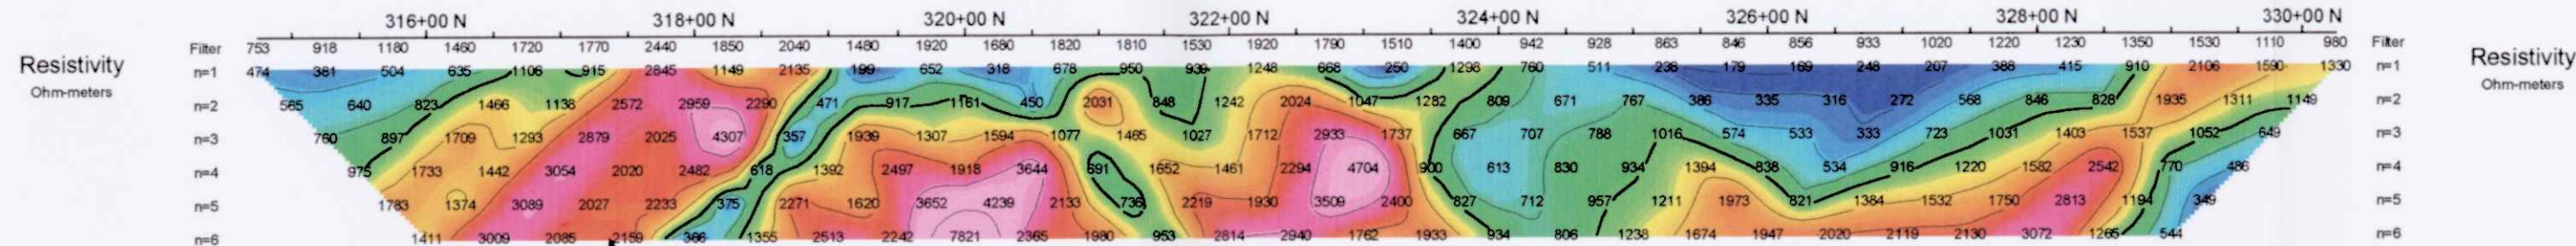 316+00 N 318+00 N 320+00 N 322+00 N 324+00 N 326+00 N 328+00 N 330+00 N
Resistivity Filter 753 918 1180 1460 1720 1770 2440 1850 2040 1480 1920 1680 1820 1810 1530 1920 1790 1510 1400 942 928 863 846 856 933 1020 1220 1230 1350 1530 1110 980 Filter Resistivity
Ohm-meters n=1 474 381 504 635 1106 915 2845 1149 2135 199 652 318 678 950 939 1248 668 250 1298 760 511 236 179 169 248 207 388 415 910 2106 1590 1330 n=1 Ohm-meters
n=2 565 640 823 1466 1138 2572 2959 2290 471 917 1161 450 2031 848 1242 2024 1047 1282 809 671 767 386 335 316 272 568 846 828 1935 1311 1149 n=2
n=3 760 897 1709 1293 2879 2025 4307 357 1939 1307 1594 1077 1465 1027 1712 2933 1737 667 707 788 1016 574 533 333 723 1031 1403 1537 1052 649 n=3
n=4 975 1733 1442 3054 2020 2482 618 1392 2497 1918 3644 691 1652 1461 2294 4704 900 613 830 934 1394 838 534 916 1220 1582 2542 770 486 n=4
n=5 1783 1374 3089 2027 2233 375 2271 1620 3652 4239 2133 736 2219 1930 3509 2400 827 712 957 1211 1973 821 1384 1532 1750 2813 1194 349 n=5
n=6 1411 3009 2085 2159 366 1355 2513 2242 7821 2365 1980 953 2814 2940 1762 1933 934 806 1238 1674 1947 2020 2119 2130 3072 1265 544 n=6